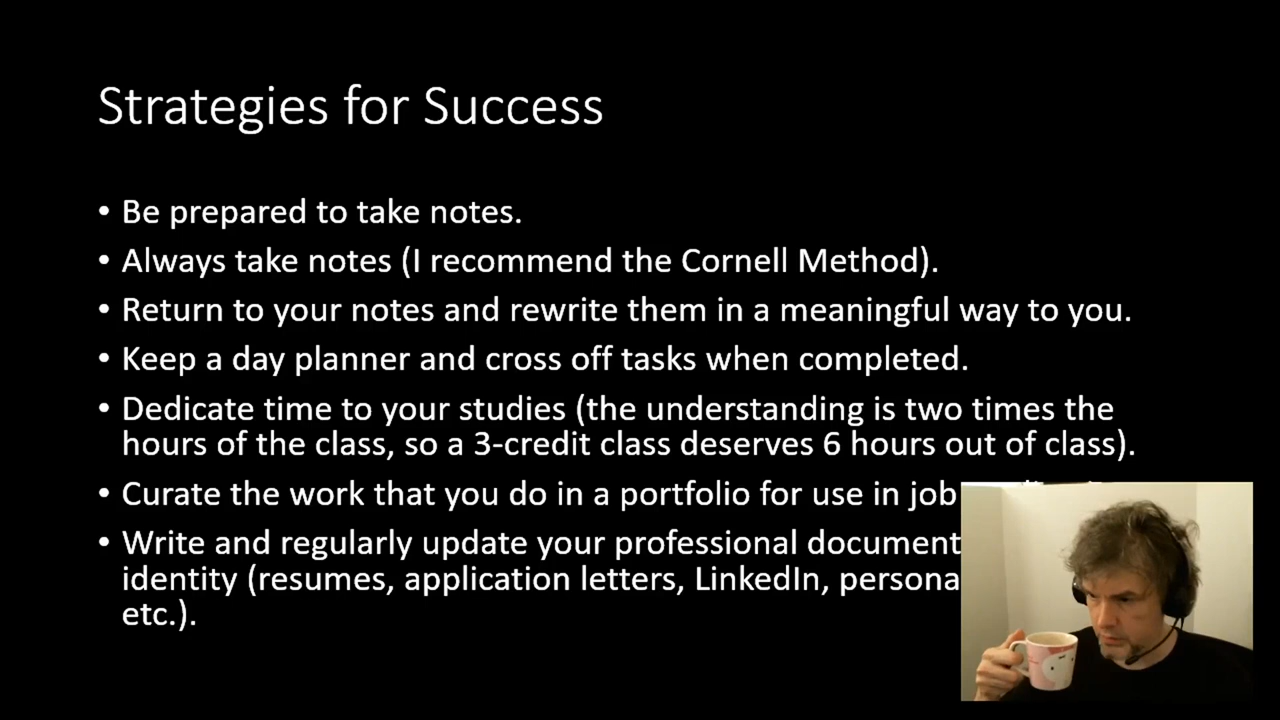 Strategies for Success
• Be prepared to take notes.
• Always take notes (I recommend the Cornell Method).
• Return to your notes and rewrite them in a meaningful way to you.
• Keep a day planner and cross off tasks when completed.
• Dedicate time to your studies (the understanding is two times the
hours of the class, so a 3-credit class deserves 6 hours out of class).
• Curate the work that you do in a portfolio for use in job
• Write and regularly update your professional
identity (resumes, application letters, LinkedIn,
etc.).